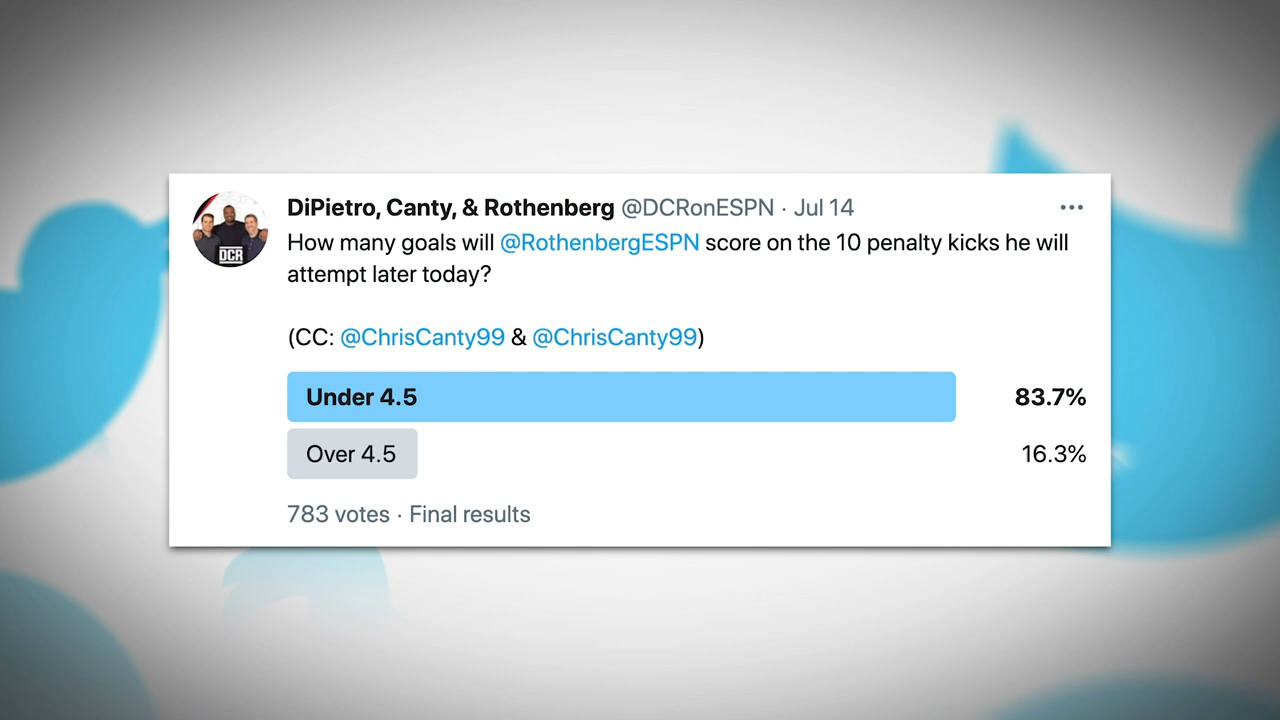 DiPietro, Canty, & Rothenberg @DCRonESPN · Jul 14
How many goals will @RothenbergESPN score on the 10 penalty kicks he will
attempt later today?
(CC: @ChrisCanty99 & @ChrisCanty99)
Under 4.5 83.7%
Over 4.5 16.3%
783 votes · Final results
DCR